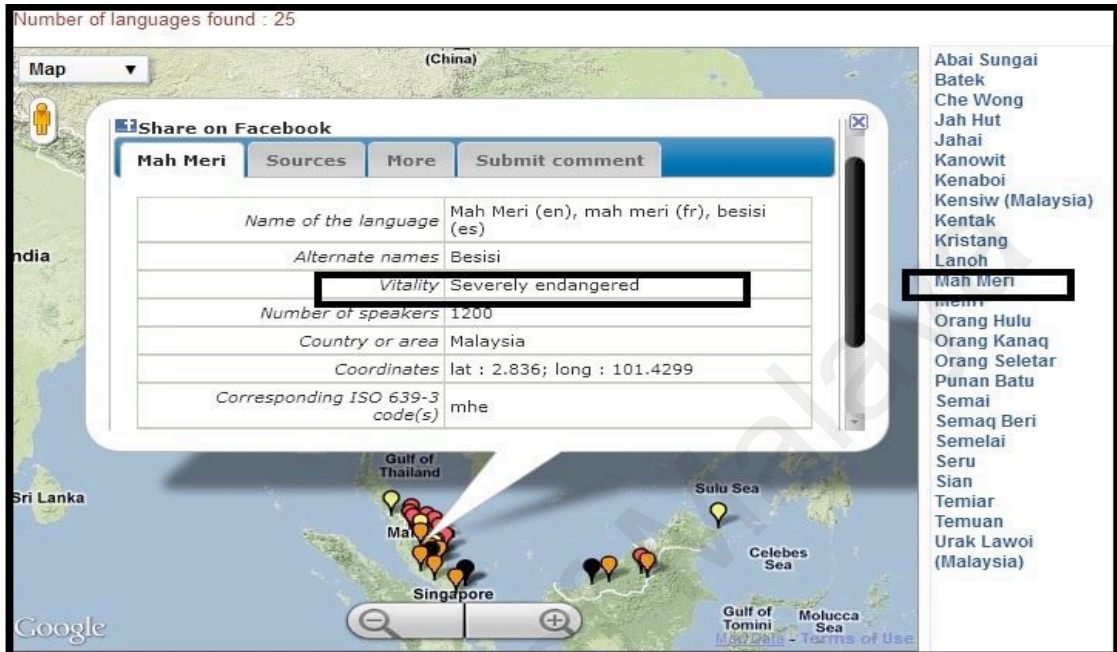 Number of languages found : 25
Map ▼
(China)
Share on Facebook
Mah Meri
Sources
More
Submit comment
Name of the language Mah Meri (en), mah meri (fr), besisi
(es)
Alternate names Besisi
Vitality Severely endangered
Number of speakers 1200
Country or area Malaysia
Coordinates lat : 2.836; long : 101.4299
Corresponding ISO 639-3
code(s) mhe
ndia
Sri Lanka
Gulf of
Thailand
Sulu Sea
Celebes
Sea
Singapore
Gulf of
Tomini
Molucca
Sea
Google
Map Data - Terms of Use
Abai Sungai
Batek
Che Wong
Jah Hut
Jahai
Kanowit
Kenaboi
Kensiw (Malaysia)
Kentak
Kristang
Lanoh
Mah Meri
Orang Hulu
Orang Kanaq
Orang Seletar
Punan Batu
Semai
Semaq Beri
Semelai
Seru
Sian
Temiar
Temuan
Urak Lawoi
(Malaysia)
Malaya